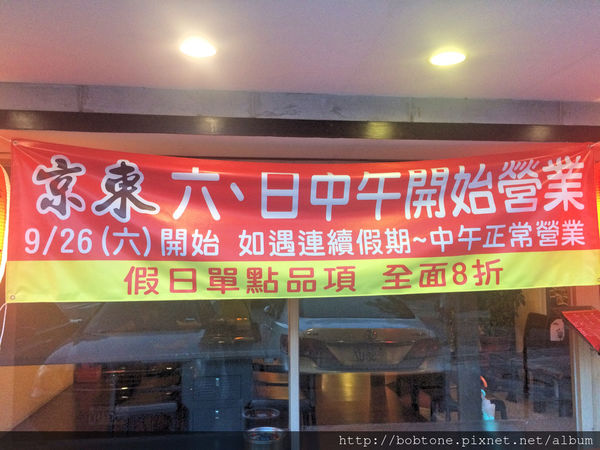 京東 六、日中午開始營業
9/26(六)開始 如遇連續假期~中午正常營業
假日單點品項 全面8折
http://bobtone.pixnet.net/album